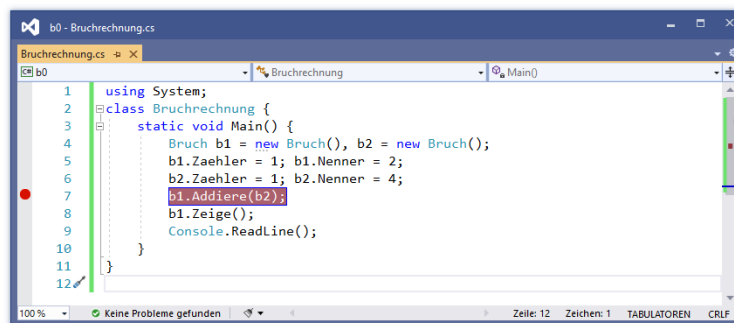 b0 - Bruchrechnung.cs
Bruchrechnung.cs
C# b0 Bruchrechnung Main()
1 using System;
2 class Bruchrechnung {
3 static void Main() {
4 Bruch b1 = new Bruch(), b2 = new Bruch();
5 b1.Zaehler = 1; b1.Nenner = 2;
6 b2.Zaehler = 1; b2.Nenner = 4;
7 b1.Addiere(b2);
8 b1.Zeige();
9 Console.ReadLine();
10 }
11 }
12
100 % Keine Probleme gefunden Zeile: 12 Zeichen: 1 TABULATOREN CRLF